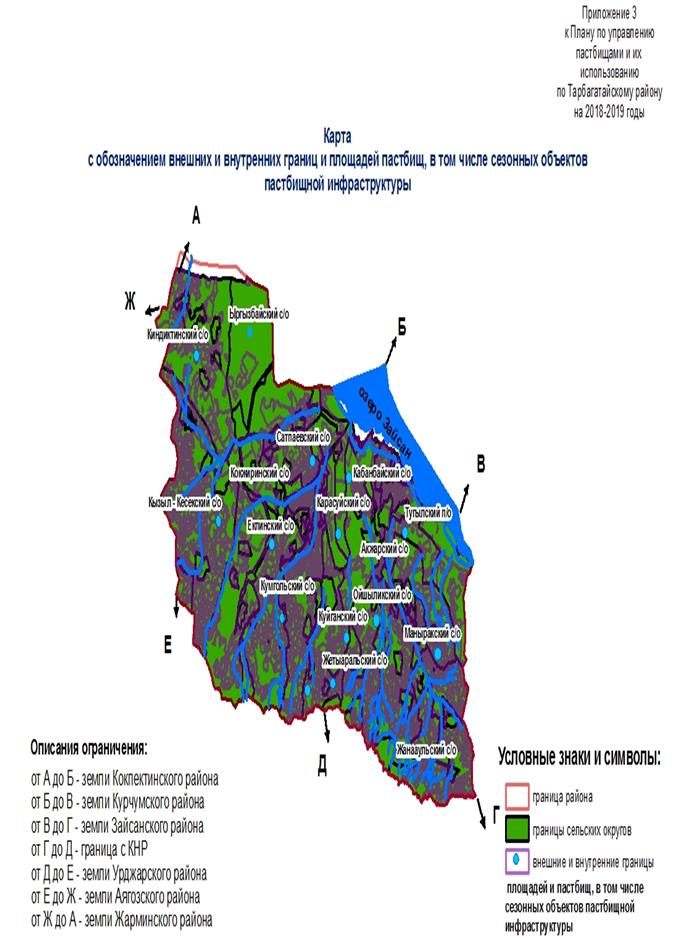 Приложение 3
к Плану по управлению
пастбищами и их
использованию
по Тарбагатайскому району
на 2018-2019 годы
Карта
с обозначением внешних и внутренних границ и площадей пастбищ, в том числе сезонных объектов
пастбищной инфраструктуры
А
Ж
Ыргызбайский с/о
Киндиктинский с/о
Б
озеро Зайсан
Сатпаевский с/о
В
Кокжиринский с/о
Кабанбайский с/о
Кызыл - Кесекский с/о
Карасуйский с/о
Тугылский п/о
Екпинский с/о
Акжарский с/о
Кумгольский с/о
Ойшыликский с/о
Куйганский с/о
Маныракский с/о
Е
Жетыаральский с/о
Жанааульский с/о
Д
Г
Описания ограничения:
от А до Б - земли Кокпектинского района
от Б до В - земли Курчумского района
от В до Г - земли Зайсанского района
от Г до Д - граница с КНР
от Д до Е - земли Урджарского района
от Е до Ж - земли Аягозского района
от Ж до А - земли Жарминского района
Условные знаки и символы:
граница района
границы сельских округов
внешние и внутренние границы
площадей и пастбищ, в том числе
сезонных объектов пастбищной
инфраструктуры